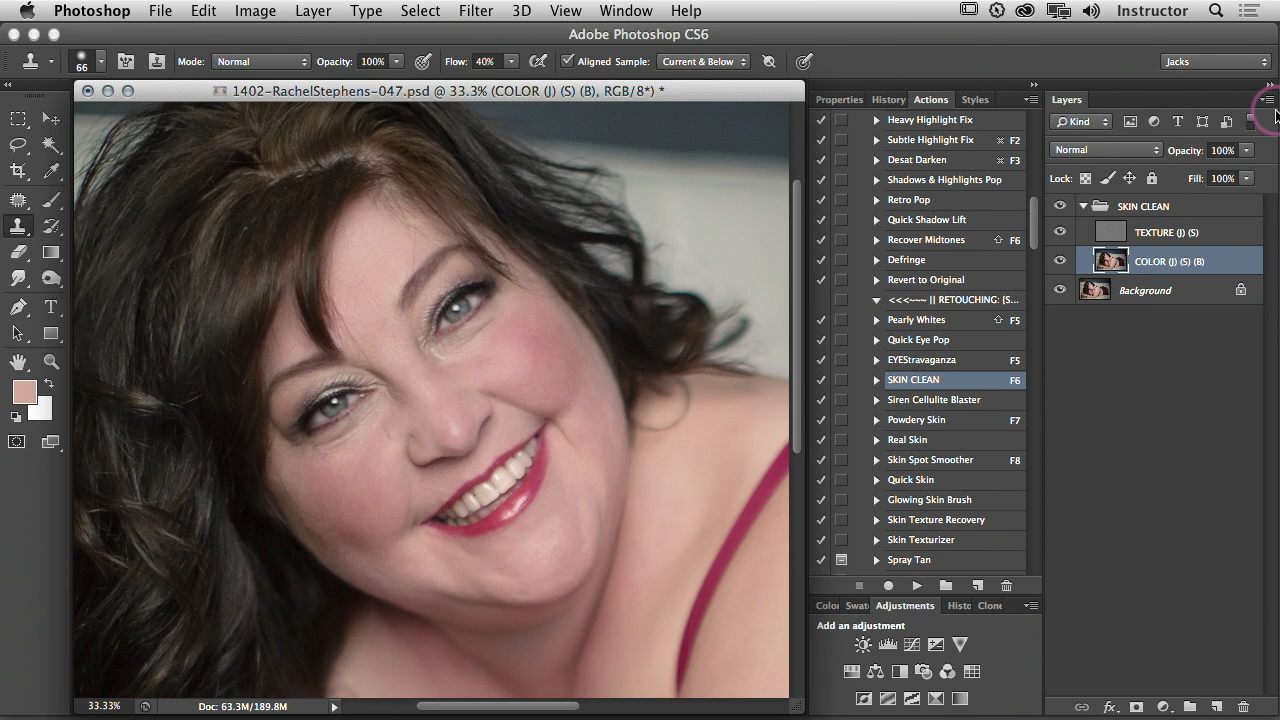 Photoshop File Edit Image Layer Type Select Filter 3D View Window Help Instructor
Adobe Photoshop CS6
66 Mode: Normal Opacity: 100% Flow: 40% Aligned Sample: Current & Below Jacks
1402-RachelStephens-047.psd @ 33.3% (COLOR (J) (S) (B), RGB/8*) *
33.33% Doc: 63.3M/189.8M
Properties History Actions Styles
Heavy Highlight Fix
Subtle Highlight Fix ⌘ F2
Desat Darken ⌘ F3
Shadows & Highlights Pop
Retro Pop
Quick Shadow Lift
Recover Midtones ⇧ F6
Defringe
Revert to Original
<<<~~~ || RETOUCHING: [S...
Pearly Whites ⇧ F5
Quick Eye Pop
EYEStravaganza F5
SKIN CLEAN F6
Siren Cellulite Blaster
Powdery Skin F7
Real Skin
Skin Spot Smoother F8
Quick Skin
Glowing Skin Brush
Skin Texture Recovery
Skin Texturizer
Spray Tan
Color Swat Adjustments Histo Clone
Add an adjustment
Layers
Kind
Normal Opacity: 100%
Lock: Fill: 100%
SKIN CLEAN
TEXTURE (J) (S)
COLOR (J) (S) (B)
Background